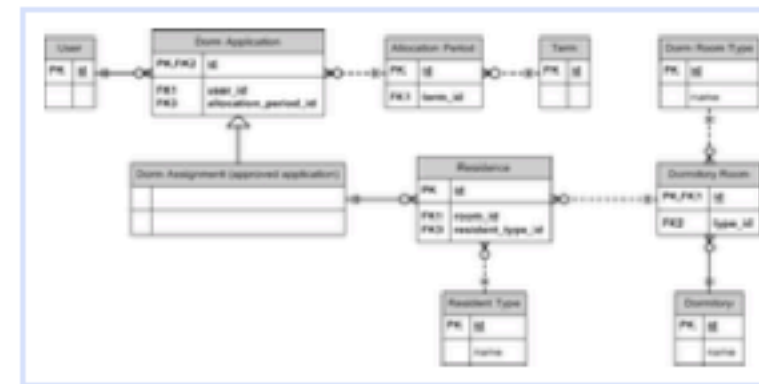 User
PK id
Dorm Application
PK,FK2 id
FK1 user_id
FK3 allocation_period_id
Allocation Period
PK id
FK1 term_id
Term
PK id
Dorm Room Type
PK id
name
Dorm Assignment (approved application)
Residence
PK id
FK1 room_id
FK3 resident_type_id
Dormitory Room
PK,FK1 id
FK2 type_id
Resident Type
PK id
name
Dormitory
PK id
name